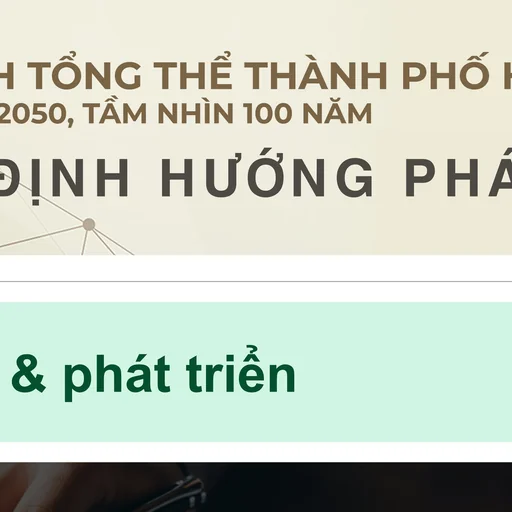 H TỔNG THỂ THÀNH PHỐ H
2050, TẦM NHÌN 100 NĂM
ĐỊNH HƯỚNG PHÁ
& phát triển